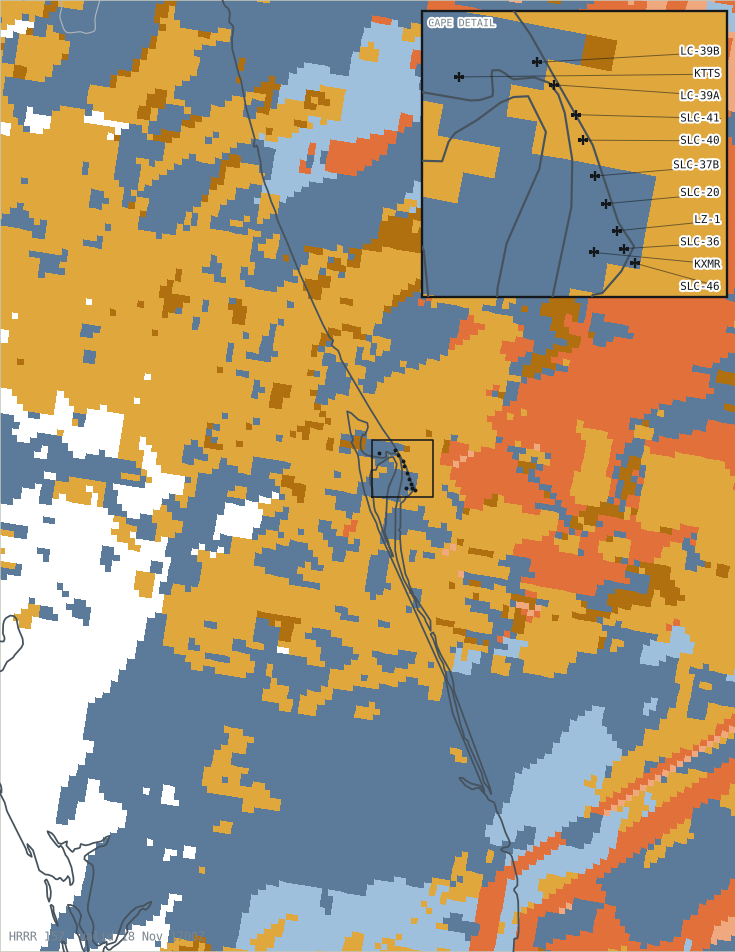 CAPE DETAIL
LC-39B
KTTS
LC-39A
SLC-41
SLC-40
SLC-37B
SLC-20
LZ-1
SLC-36
KXMR
SLC-46
HRRR 28 Nov